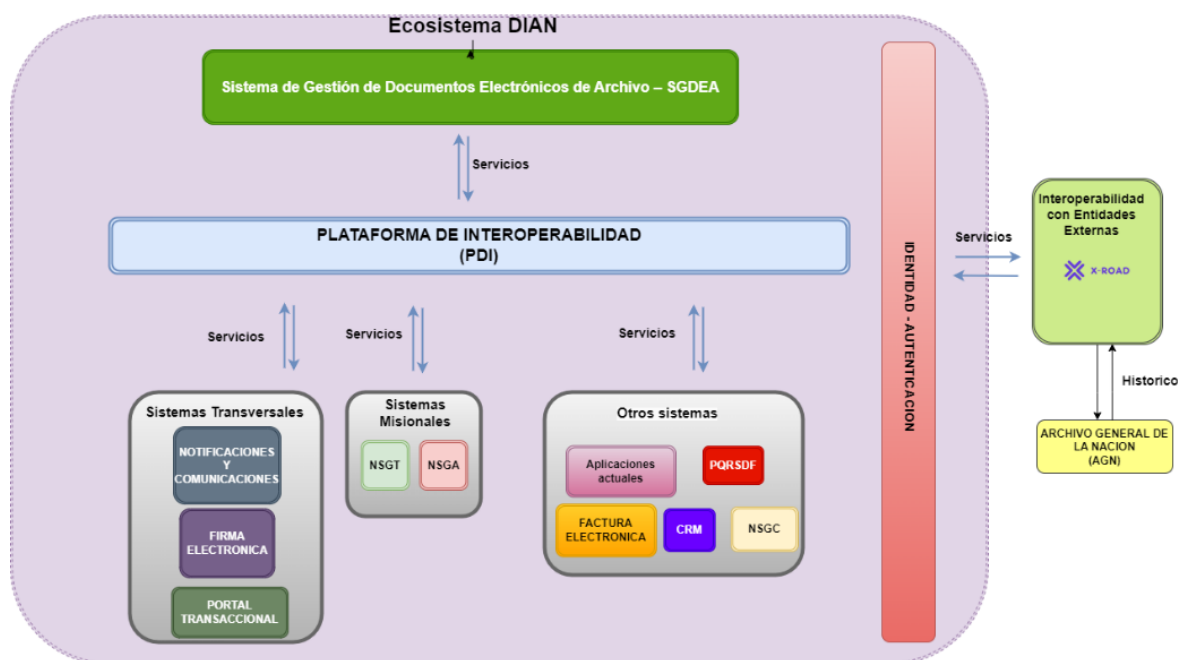 Ecosistema DIAN
Sistema de Gestión de Documentos Electrónicos de Archivo – SGDEA
Servicios
PLATAFORMA DE INTEROPERABILIDAD
(PDI)
Servicios
Servicios
Servicios
Sistemas Transversales
NOTIFICACIONES
Y
COMUNICACIONES
FIRMA
ELECTRONICA
PORTAL
TRANSACCIONAL
Sistemas
Misionales
NSGT
NSGA
Otros sistemas
Aplicaciones
actuales
PQRSDF
FACTURA
ELECTRONICA
CRM
NSGC
IDENTIDAD - AUTENTICACION
Servicios
Interoperabilidad
con Entidades
Externas
X-ROAD
Historico
ARCHIVO GENERAL DE
LA NACION
(AGN)